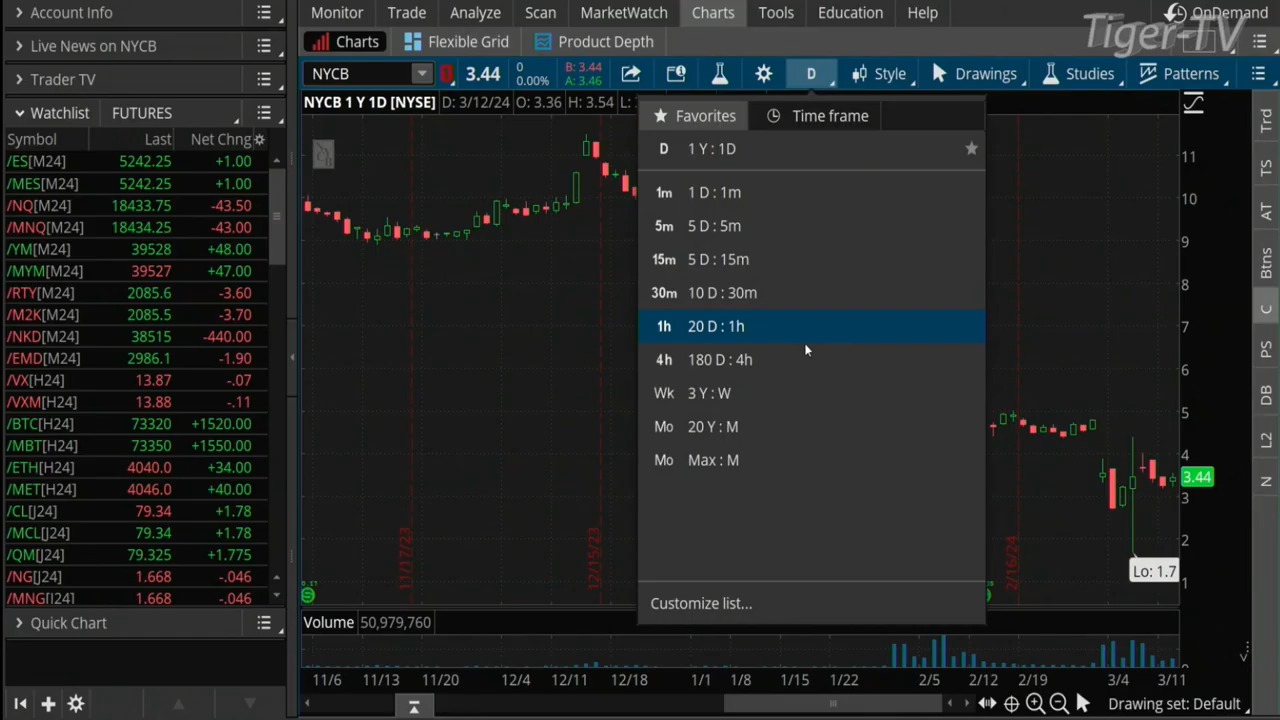 Account Info
Monitor Trade Analyze Scan MarketWatch Charts Tools Education Help OnDemand
Tiger-TV
Live News on NYCB
Charts Flexible Grid Product Depth
Trader TV
NYCB 3.44 0 0.00% B: 3.44 A: 3.46 D Style Drawings Studies Patterns
Watchlist FUTURES
NYCB 1 Y 1D [NYSE] D: 3/12/24 O: 3.36 H: 3.54 L:
Symbol Last Net Chng
/ES[M24] 5242.25 +1.00
/MES[M24] 5242.25 +1.00
/NQ[M24] 18433.75 -43.50
/MNQ[M24] 18434.25 -43.00
/YM[M24] 39528 +48.00
/MYM[M24] 39527 +47.00
/RTY[M24] 2085.6 -3.60
/M2K[M24] 2085.5 -3.70
/NKD[M24] 38515 -440.00
/EMD[M24] 2986.1 -1.90
/VX[H24] 13.87 -.07
/VXM[H24] 13.88 -.11
/BTC[H24] 73320 +1520.00
/MBT[H24] 73350 +1550.00
/ETH[H24] 4040.0 +34.00
/MET[H24] 4046.0 +40.00
/CL[J24] 79.34 +1.78
/MCL[J24] 79.34 +1.78
/QM[J24] 79.325 +1.775
/NG[J24] 1.668 -.046
/MNG[J24] 1.668 -.046
Quick Chart
Favorites Time frame
D 1 Y : 1D
1m 1 D : 1m
5m 5 D : 5m
15m 5 D : 15m
30m 10 D : 30m
1h 20 D : 1h
4h 180 D : 4h
Wk 3 Y : W
Mo 20 Y : M
Mo Max : M
Customize list...
11
10
9
8
7
6
5
4
3.44
3
2
1
Lo: 1.7
11/17/23
12/15/23
2/16/24
Volume 50,979,760
11/6 11/13 11/20 12/4 12/11 12/18 1/1 1/8 1/15 1/22 2/5 2/12 2/19 3/4 3/11
Drawing set: Default
Trd
TS
AT
Btns
C
PS
DB
L2
N